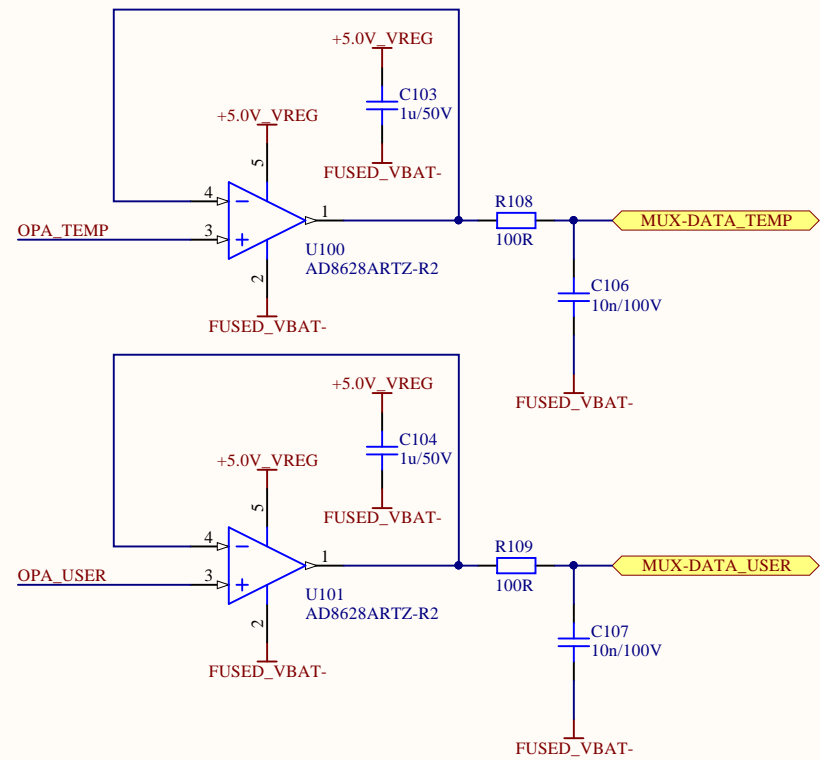 +5.0V_VREG
C103
1u/50V
FUSED_VBAT-
+5.0V_VREG
5
4
1
OPA_TEMP
3
2
U100
AD8628ARTZ-R2
FUSED_VBAT-
R108
100R
MUX-DATA_TEMP
C106
10n/100V
FUSED_VBAT-
+5.0V_VREG
C104
1u/50V
FUSED_VBAT-
+5.0V_VREG
5
4
1
OPA_USER
3
2
U101
AD8628ARTZ-R2
FUSED_VBAT-
R109
100R
MUX-DATA_USER
C107
10n/100V
FUSED_VBAT-